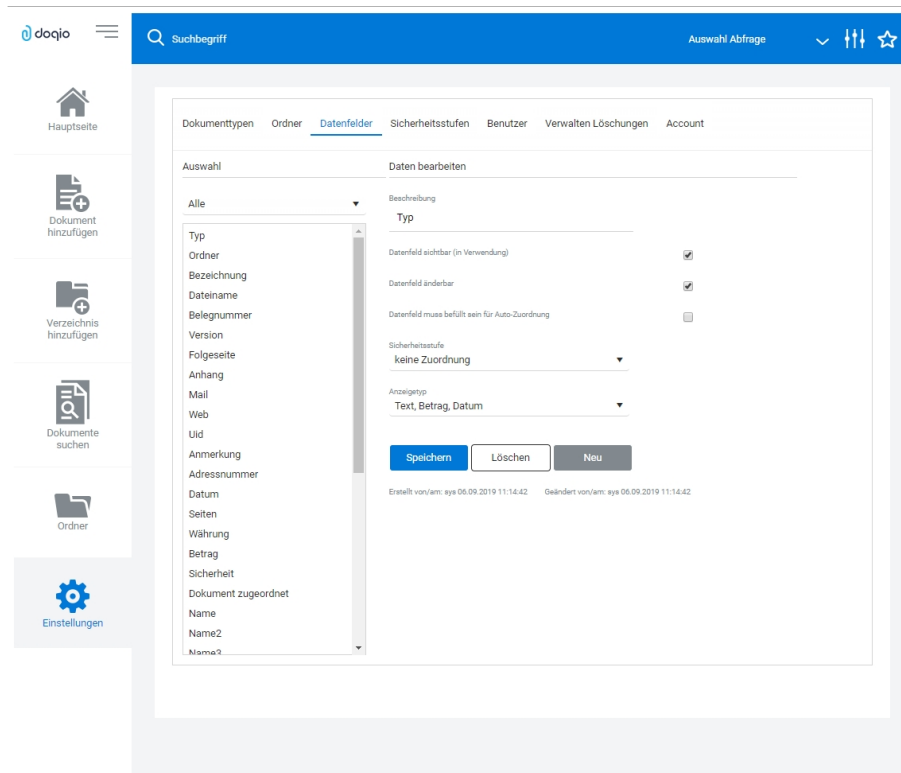 doqio
Suchbegriff
Auswahl Abfrage
Hauptseite
Dokument
hinzufügen
Verzeichnis
hinzufügen
Dokumente
suchen
Ordner
Einstellungen
Dokumenttypen Ordner Datenfelder Sicherheitsstufen Benutzer Verwalten Löschungen Account
Auswahl
Alle
Typ
Ordner
Bezeichnung
Dateiname
Belegnummer
Version
Folgeseite
Anhang
Mail
Web
Uid
Anmerkung
Adressnummer
Datum
Seiten
Währung
Betrag
Sicherheit
Dokument zugeordnet
Name
Name2
Name3
Daten bearbeiten
Beschreibung
Typ
Datenfeld sichtbar (in Verwendung)
Datenfeld änderbar
Datenfeld muss befüllt sein für Auto-Zuordnung
Sicherheitsstufe
keine Zuordnung
Anzeigetyp
Text, Betrag, Datum
Speichern Löschen Neu
Erstellt von/am: sys 06.09.2019 11:14:42 Geändert von/am: sys 06.09.2019 11:14:42